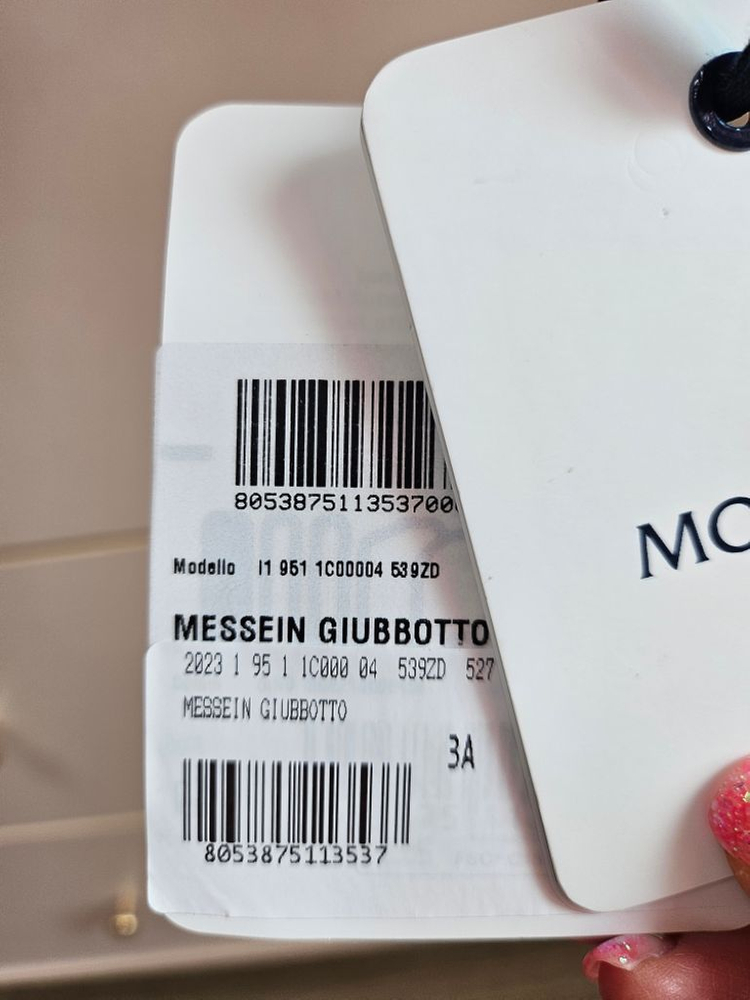 805387511353700
Modello I1 951 1C00004 539ZD
MESSEIN GIUBBOTTO
2023 1 95 1 1C000 04 539ZD 527
MESSEIN GIUBBOTTO
3A
8053875113537
MO